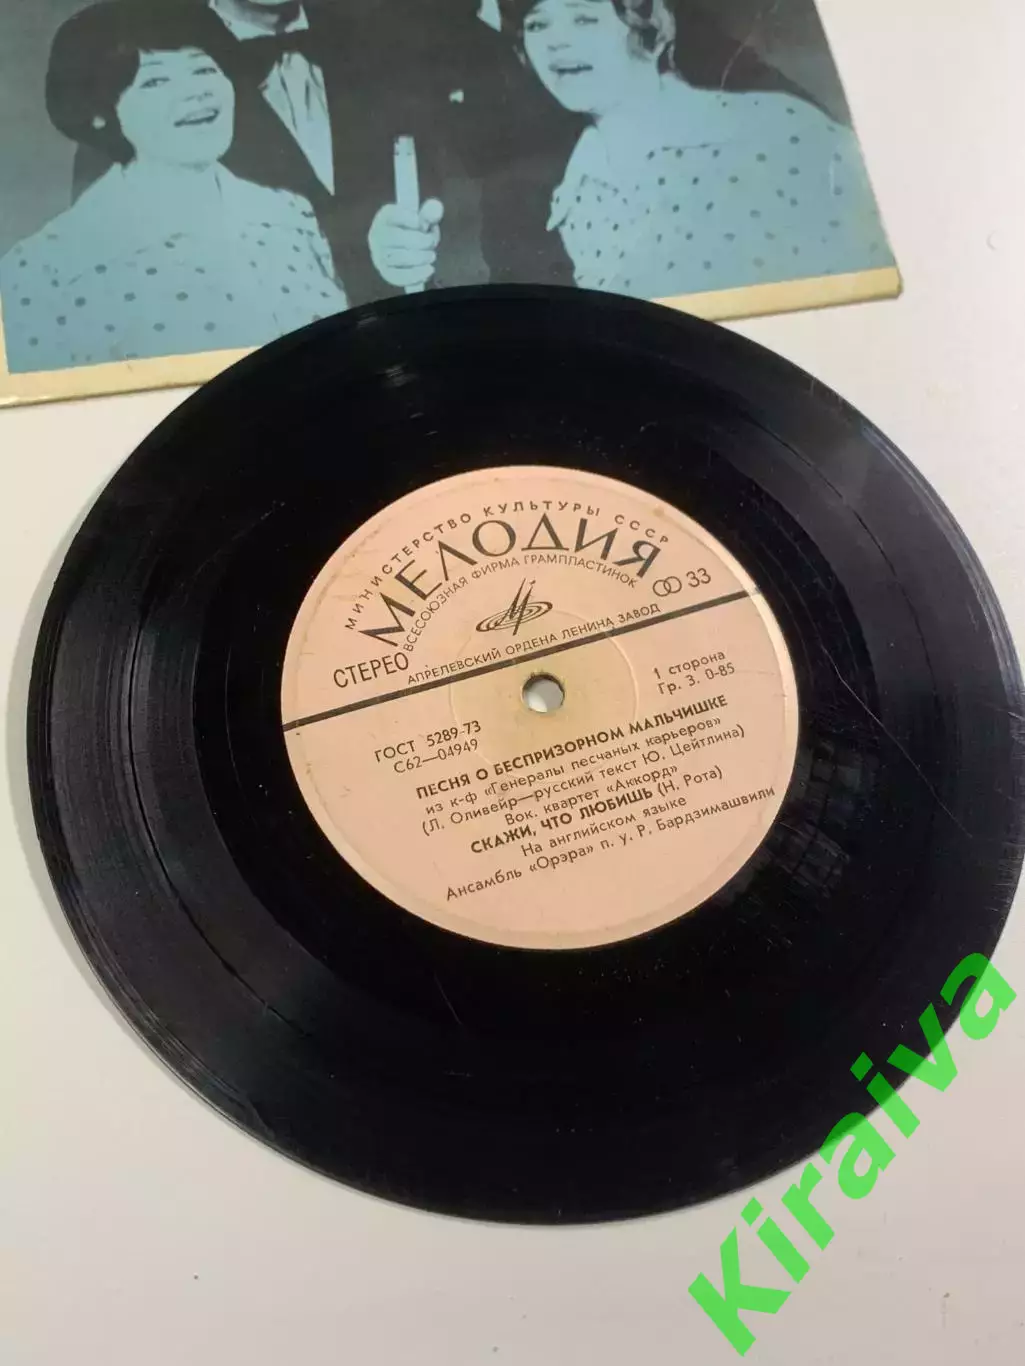 МИНИСТЕРСТВО КУЛЬТУРЫ СССР
МЕЛОДИЯ
ВСЕСОЮЗНАЯ ФИРМА ГРАМПЛАСТИНОК
33
СТЕРЕО
АПРЕЛЕВСКИЙ ОРДЕНА ЛЕНИНА ЗАВОД
ГОСТ 5289-73
С62—04949
1 сторона
Гр. 3. 0-85
ПЕСНЯ О БЕСПРИЗОРНОМ МАЛЬЧИШКЕ
из к-ф «Генералы песчаных карьеров»
(Л. Оливейр—русский текст Ю. Цейтлина)
Вок. квартет «Аккорд»
СКАЖИ, ЧТО ЛЮБИШЬ (Н. Рота)
На английском языке
Ансамбль «Орэра» п. у. Р. Бардзимашвили
Kiraiva